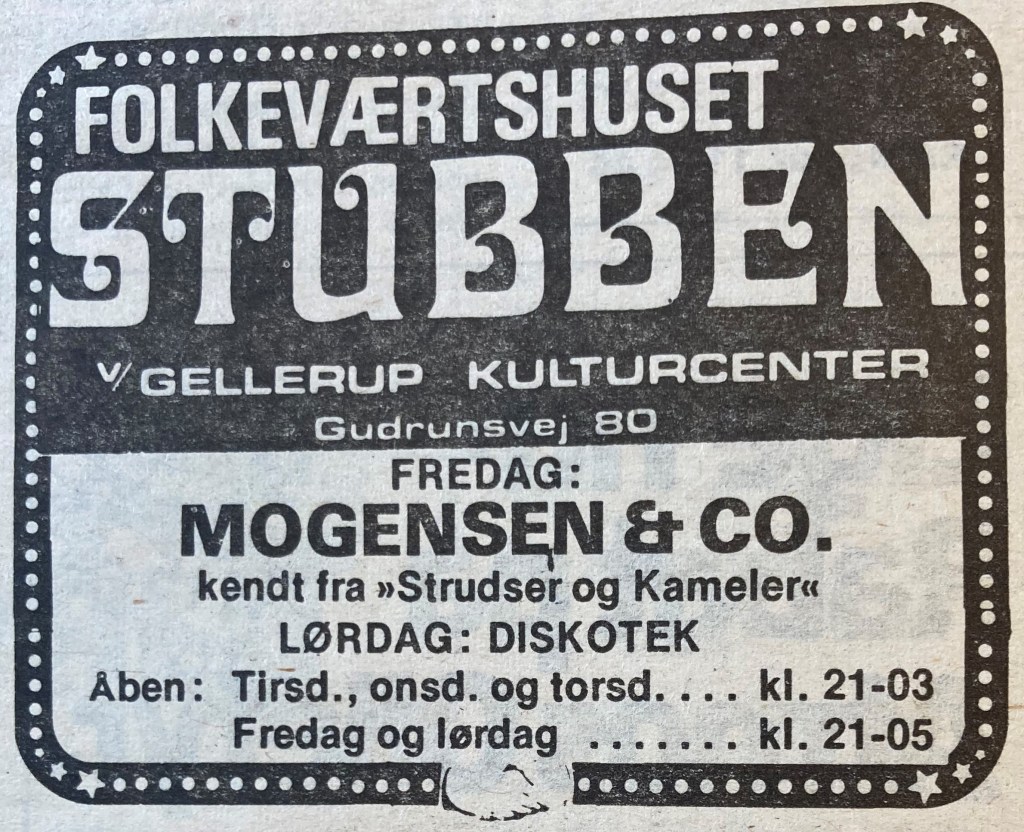 FOLKEVÆRTSHUSET
STUBBEN
v/ GELLERUP KULTURCENTER
Gudrunsvej 80
FREDAG:
MOGENSEN & CO.
kendt fra »Strudser og Kameler«
LØRDAG: DISKOTEK
Åben: Tirsd., onsd. og torsd. . . . . kl. 21-03
Fredag og lørdag . . . . . . . kl. 21-05